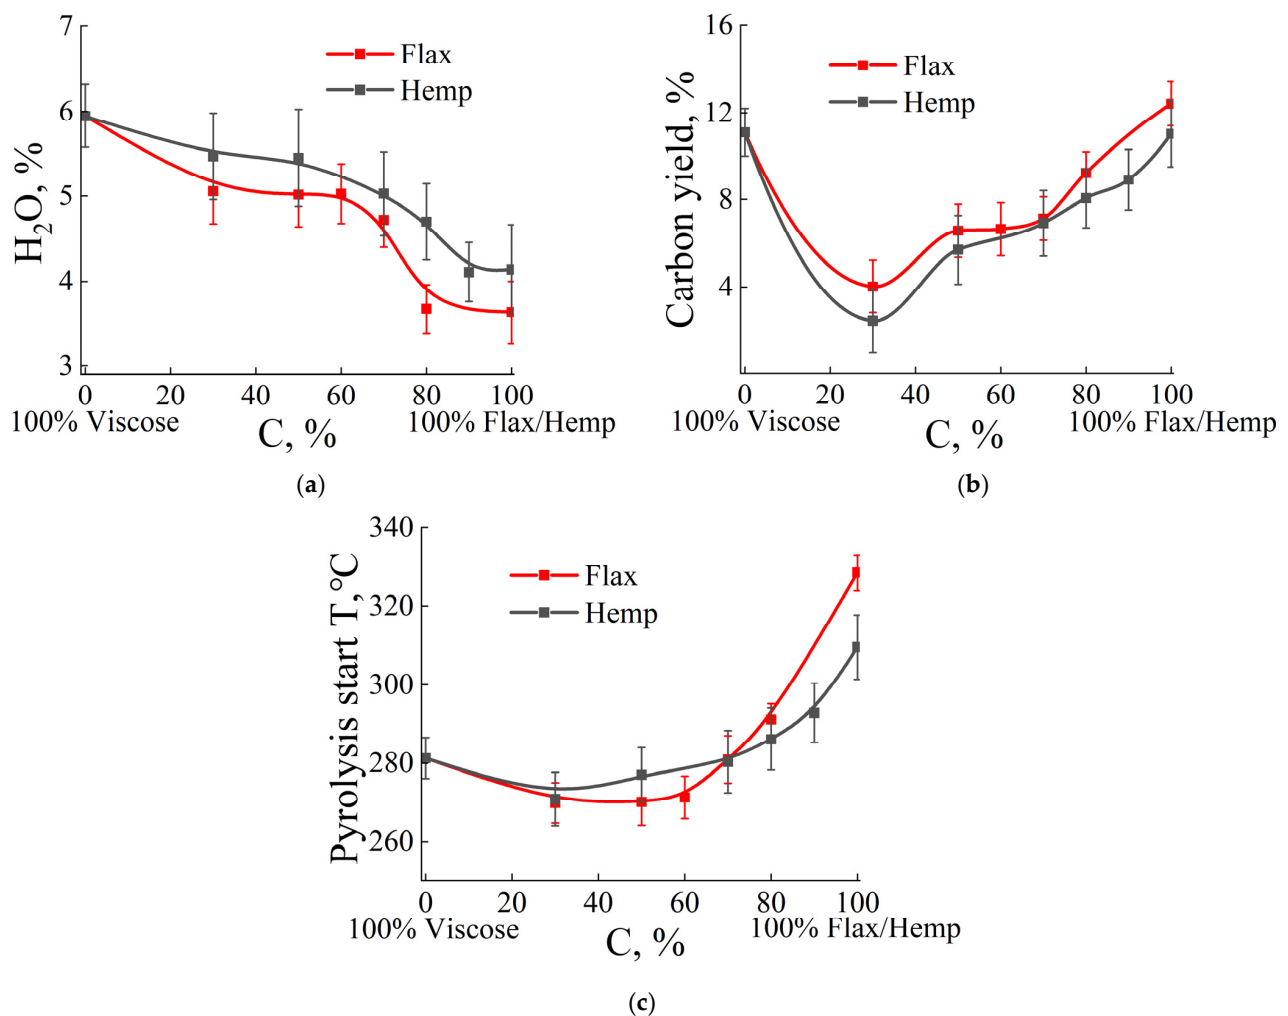 7
6
5
4
3
H₂O, %
Flax
Hemp
0 20 40 60 80 100
100% Viscose
C, %
100% Flax/Hemp
(a)
16
12
8
4
Carbon yield, %
Flax
Hemp
0 20 40 60 80 100
100% Viscose
C, %
100% Flax/Hemp
(b)
340
320
300
280
260
Pyrolysis start T,°C
Flax
Hemp
0 20 40 60 80 100
100% Viscose
C, %
100% Flax/Hemp
(c)